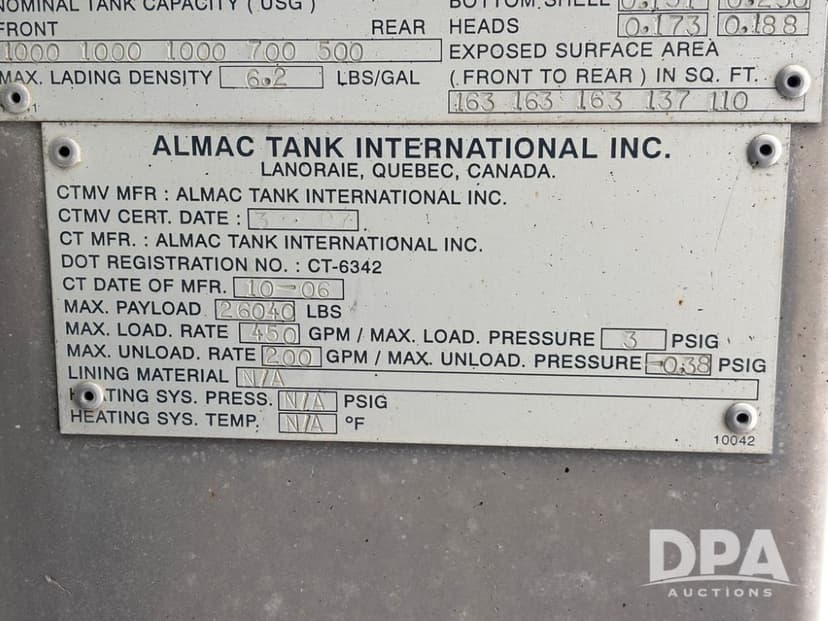 NOMINAL TANK CAPACITY (USG)
FRONT REAR
1000 1000 1000 700 500
MAX. LADING DENSITY 6.2 LBS/GAL
BOTTOM SHELL
HEADS 0.173 0.188
EXPOSED SURFACE AREA
(FRONT TO REAR) IN SQ. FT.
163 163 163 137 110
ALMAC TANK INTERNATIONAL INC.
LANORAIE, QUEBEC, CANADA.
CTMV MFR : ALMAC TANK INTERNATIONAL INC.
CTMV CERT. DATE :
CT MFR. : ALMAC TANK INTERNATIONAL INC.
DOT REGISTRATION NO. : CT-6342
CT DATE OF MFR. 10-06
MAX. PAYLOAD 26040 LBS
MAX. LOAD. RATE 450 GPM / MAX. LOAD. PRESSURE 3 PSIG
MAX. UNLOAD. RATE 200 GPM / MAX. UNLOAD. PRESSURE -0.38 PSIG
LINING MATERIAL N/A
HEATING SYS. PRESS. N/A PSIG
HEATING SYS. TEMP. N/A °F
10042
DPA
AUCTIONS